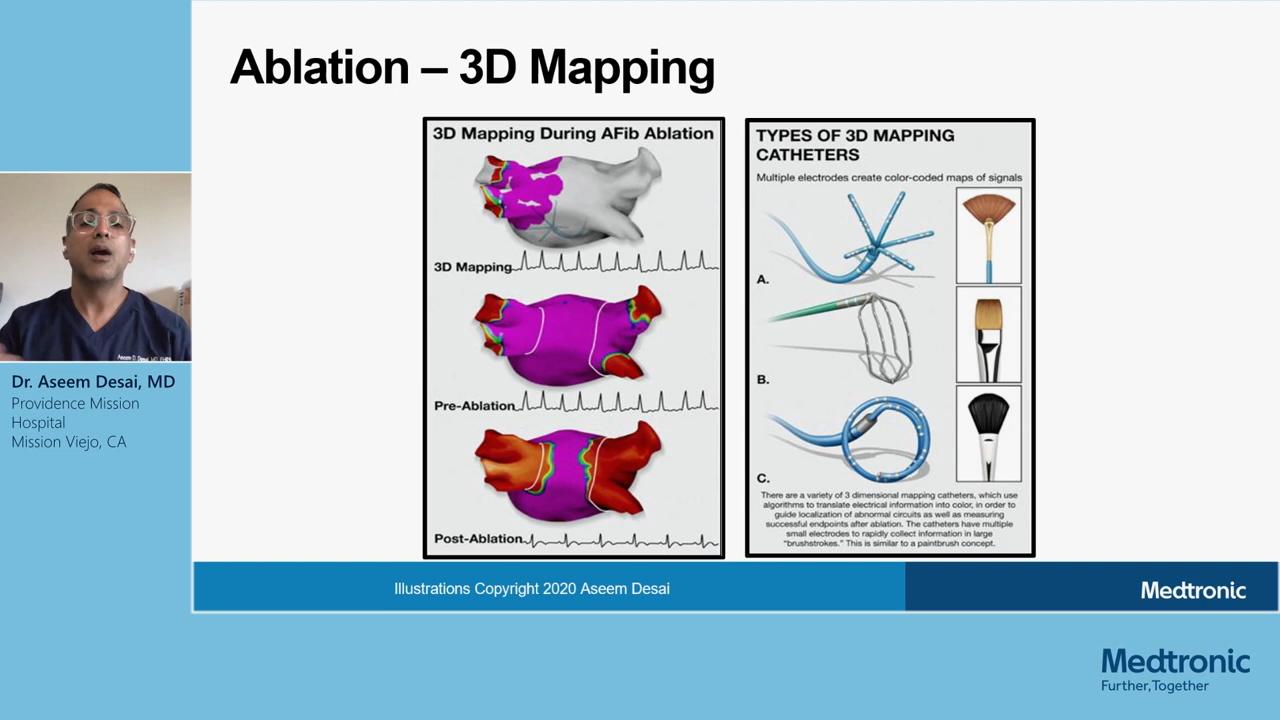 Ablation – 3D Mapping
3D Mapping During AFib Ablation
3D Mapping
Pre-Ablation
Post-Ablation
TYPES OF 3D MAPPING
CATHETERS
Multiple electrodes create color-coded maps of signals
A.
B.
C.
There are a variety of 3 dimensional mapping catheters, which use
algorithms to translate electrical information into color, in order to
guide localization of abnormal circuits as well as measuring
successful endpoints after ablation. The catheters have multiple
small electrodes to rapidly collect information in large
“brushstrokes.” This is similar to a paintbrush concept.
Dr. Aseem Desai, MD
Providence Mission
Hospital
Mission Viejo, CA
Illustrations Copyright 2020 Aseem Desai
Medtronic
Medtronic
Further,Together